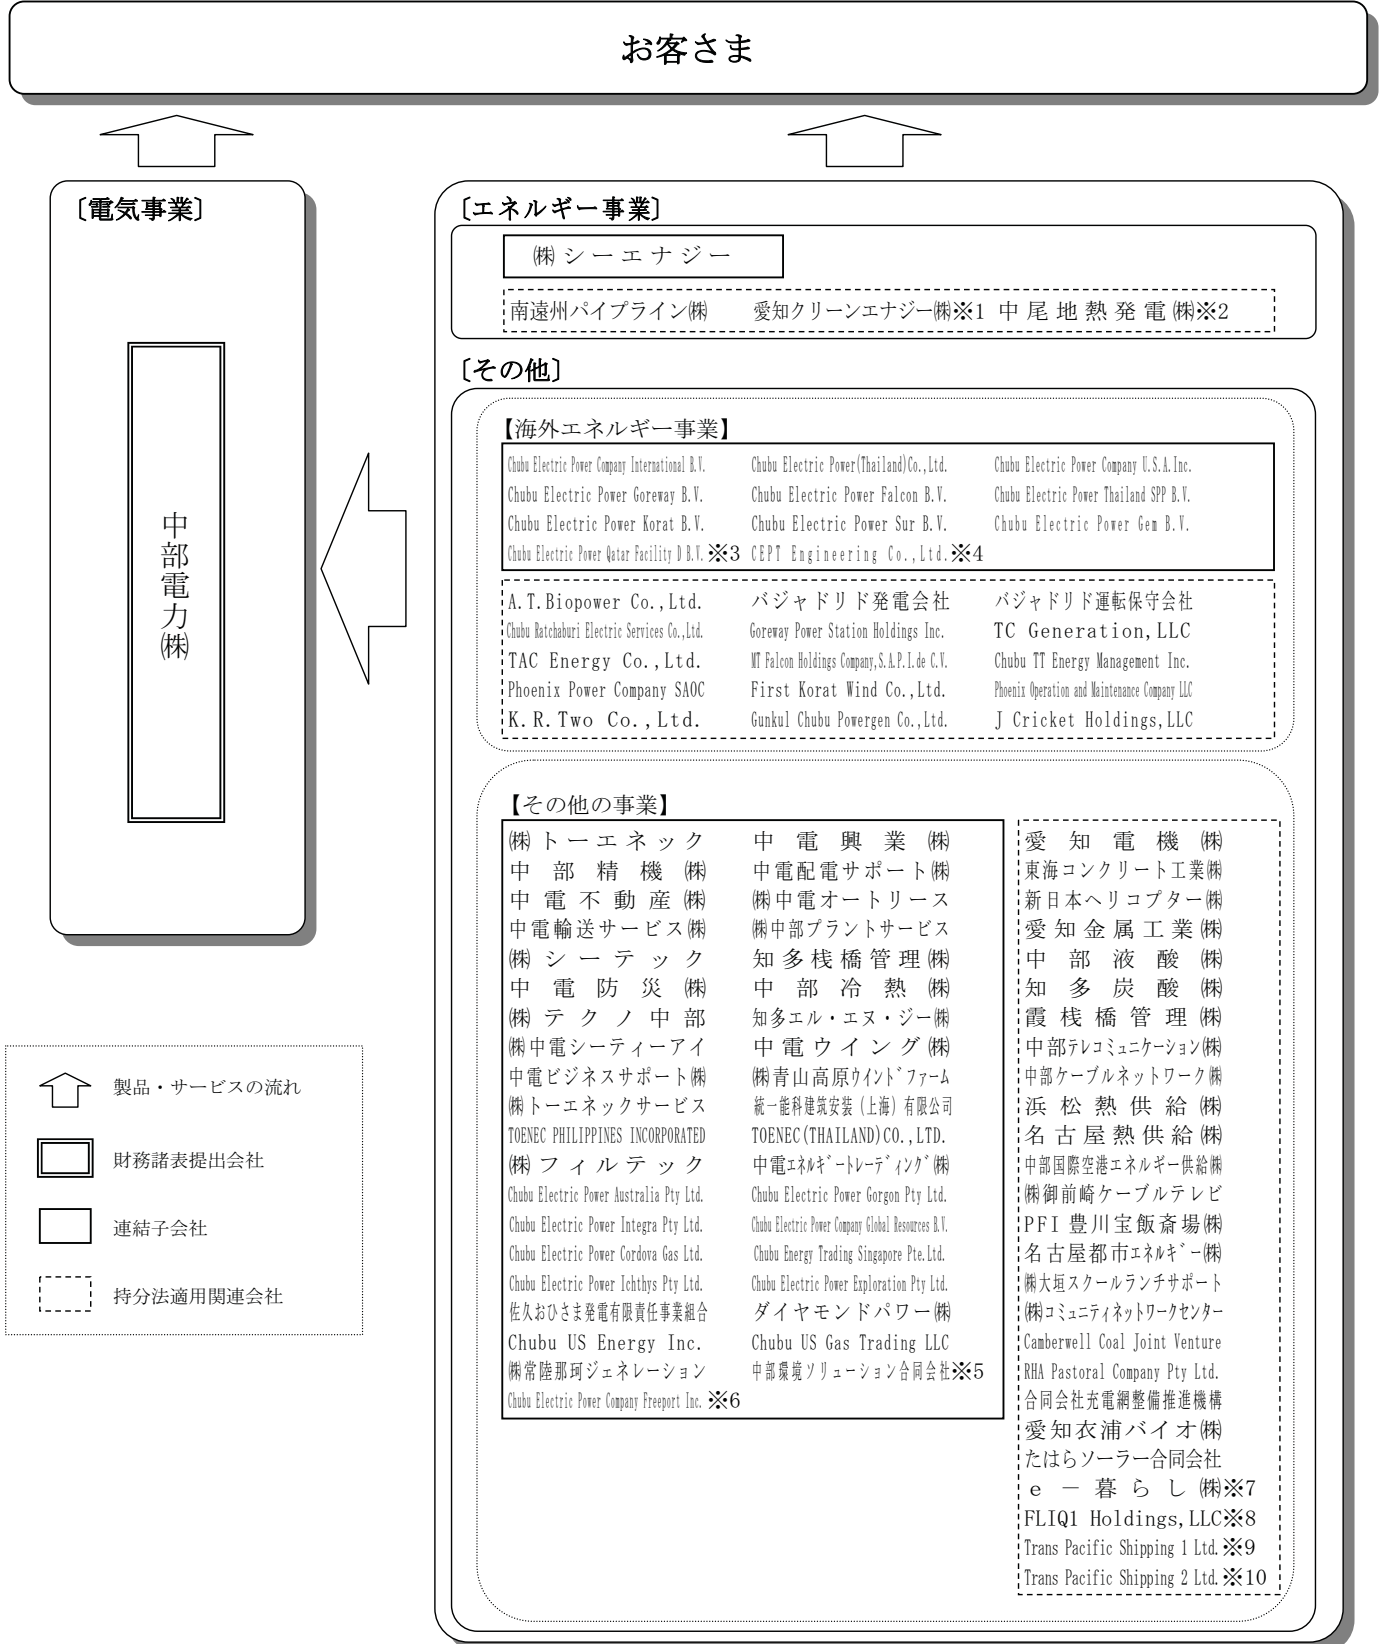 お客さま
〔電気事業〕
中部電力㈱
〔エネルギー事業〕
㈱シーエナジー
南遠州パイプライン㈱ 愛知クリーンエナジー㈱※1 中尾地熱発電㈱※2
〔その他〕
【海外エネルギー事業】
Chubu Electric Power Company International B.V. Chubu Electric Power(Thailand)Co.,Ltd. Chubu Electric Power Company U.S.A.Inc.
Chubu Electric Power Goreway B.V. Chubu Electric Power Falcon B.V. Chubu Electric Power Thailand SPP B.V.
Chubu Electric Power Korat B.V. Chubu Electric Power Sur B.V. Chubu Electric Power Gem B.V.
Chubu Electric Power Qatar Facility D B.V.※3 CEPT Engineering Co.,Ltd.※4
A.T.Biopower Co.,Ltd. バジャドリド発電会社 バジャドリド運転保守会社
Chubu Ratchaburi Electric Services Co.,Ltd. Goreway Power Station Holdings Inc. TC Generation,LLC
TAC Energy Co.,Ltd. MT Falcon Holdings Company,S.A.P.I.de C.V. Chubu TT Energy Management Inc.
Phoenix Power Company SAOC First Korat Wind Co.,Ltd. Phoenix Operation and Maintenance Company LLC
K.R.Two Co.,Ltd. Gunkul Chubu Powergen Co.,Ltd. J Cricket Holdings,LLC
【その他の事業】
㈱トーエネック 中電興業㈱
中部精機㈱ 中電配電サポート㈱
中電不動産㈱ ㈱中電オートリース
中電輸送サービス㈱ ㈱中部プラントサービス
㈱シーテック 知多桟橋管理㈱
中電防災㈱ 中部冷熱㈱
㈱テクノ中部 知多エル・エヌ・ジー㈱
㈱中電シーティーアイ 中電ウイング㈱
中電ビジネスサポート㈱ ㈱青山高原ウインドファーム
㈱トーエネックサービス 統一能科建筑安装（上海）有限公司
TOENEC PHILIPPINES INCORPORATED TOENEC(THAILAND)CO.,LTD.
㈱フィルテック 中電エネルギートレーディング㈱
Chubu Electric Power Australia Pty Ltd. Chubu Electric Power Gorgon Pty Ltd.
Chubu Electric Power Integra Pty Ltd. Chubu Electric Power Company Global Resources B.V.
Chubu Electric Power Cordova Gas Ltd. Chubu Energy Trading Singapore Pte.Ltd.
Chubu Electric Power Ichthys Pty Ltd. Chubu Electric Power Exploration Pty Ltd.
佐久おひさま発電有限責任事業組合 ダイヤモンドパワー㈱
Chubu US Energy Inc. Chubu US Gas Trading LLC
㈱常陸那珂ジェネレーション 中部環境ソリューション合同会社※5
Chubu Electric Power Company Freeport Inc.※6
愛知電機㈱
東海コンクリート工業㈱
新日本ヘリコプター㈱
愛知金属工業㈱
中部液酸㈱
知多炭酸㈱
霞桟橋管理㈱
中部テレコミュニケーション㈱
中部ケーブルネットワーク㈱
浜松熱供給㈱
名古屋熱供給㈱
中部国際空港エネルギー供給㈱
㈱御前崎ケーブルテレビ
PFI豊川宝飯斎場㈱
名古屋都市エネルギー㈱
㈱大垣スクールランチサポート
㈱コミュニティネットワークセンター
Camberwell Coal Joint Venture
RHA Pastoral Company Pty Ltd.
合同会社充電網整備推進機構
愛知衣浦バイオ㈱
たはらソーラー合同会社
e－暮らし㈱※7
FLIQ1 Holdings,LLC※8
Trans Pacific Shipping 1 Ltd.※9
Trans Pacific Shipping 2 Ltd.※10
製品・サービスの流れ
財務諸表提出会社
連結子会社
持分法適用関連会社